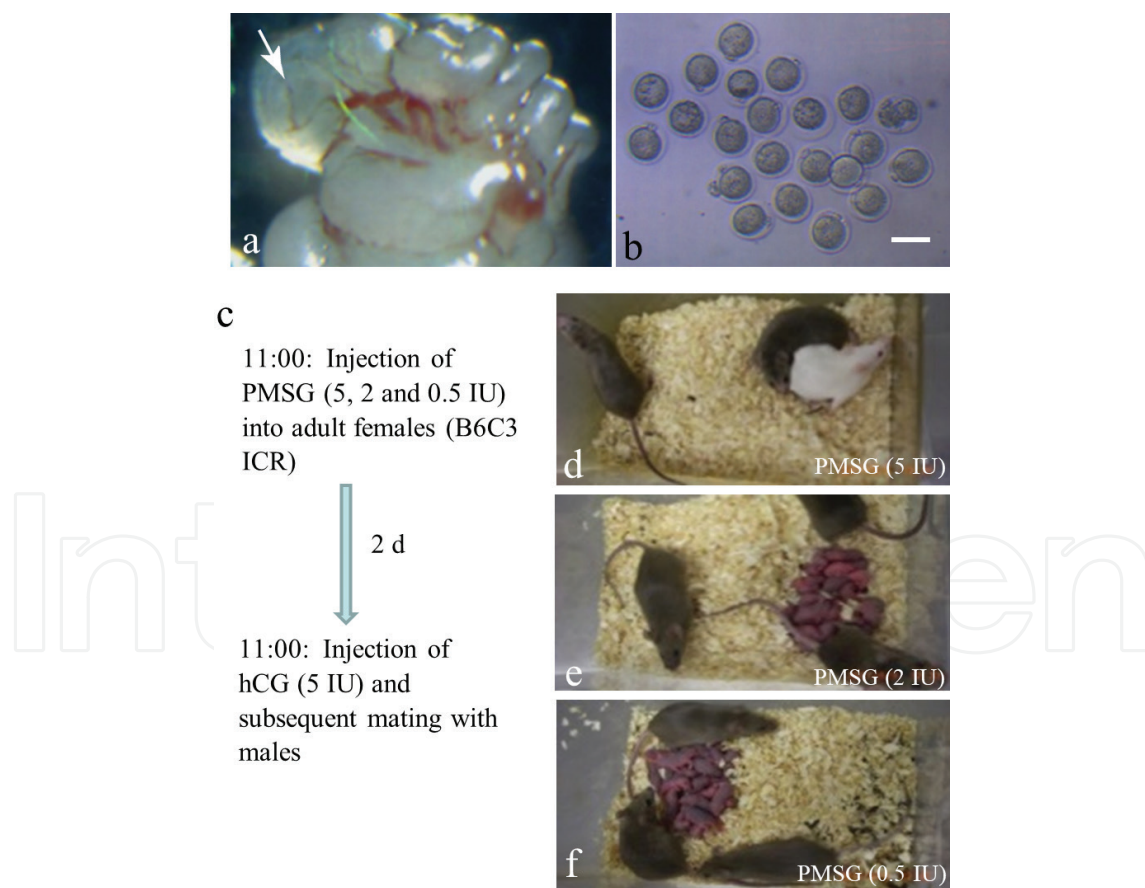 a
b
c
11:00: Injection of
PMSG (5, 2 and 0.5 IU)
into adult females (B6C3
ICR)
2 d
11:00: Injection of
hCG (5 IU) and
subsequent mating with
males
d
PMSG (5 IU)
e
PMSG (2 IU)
f
PMSG (0.5 IU)